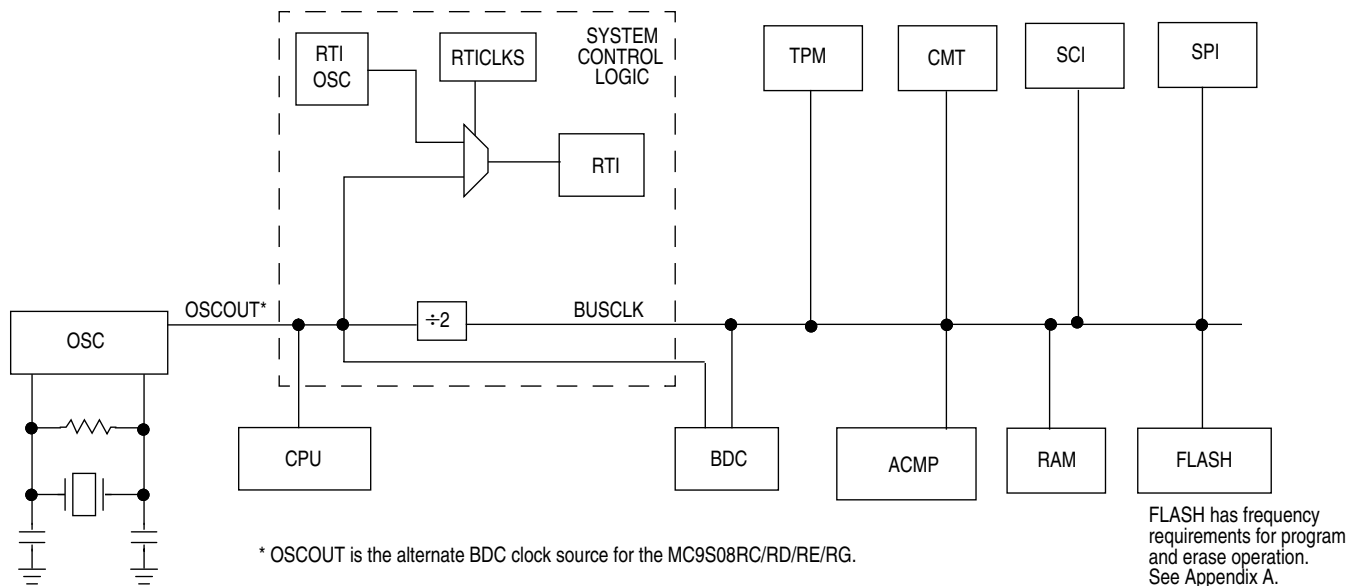 SYSTEM
CONTROL
LOGIC
RTI
OSC
RTICLKS
RTI
TPM
CMT
SCI
SPI
OSCOUT*
÷2
BUSCLK
OSC
CPU
BDC
ACMP
RAM
FLASH
* OSCOUT is the alternate BDC clock source for the MC9S08RC/RD/RE/RG.
FLASH has frequency
requirements for program
and erase operation.
See Appendix A.